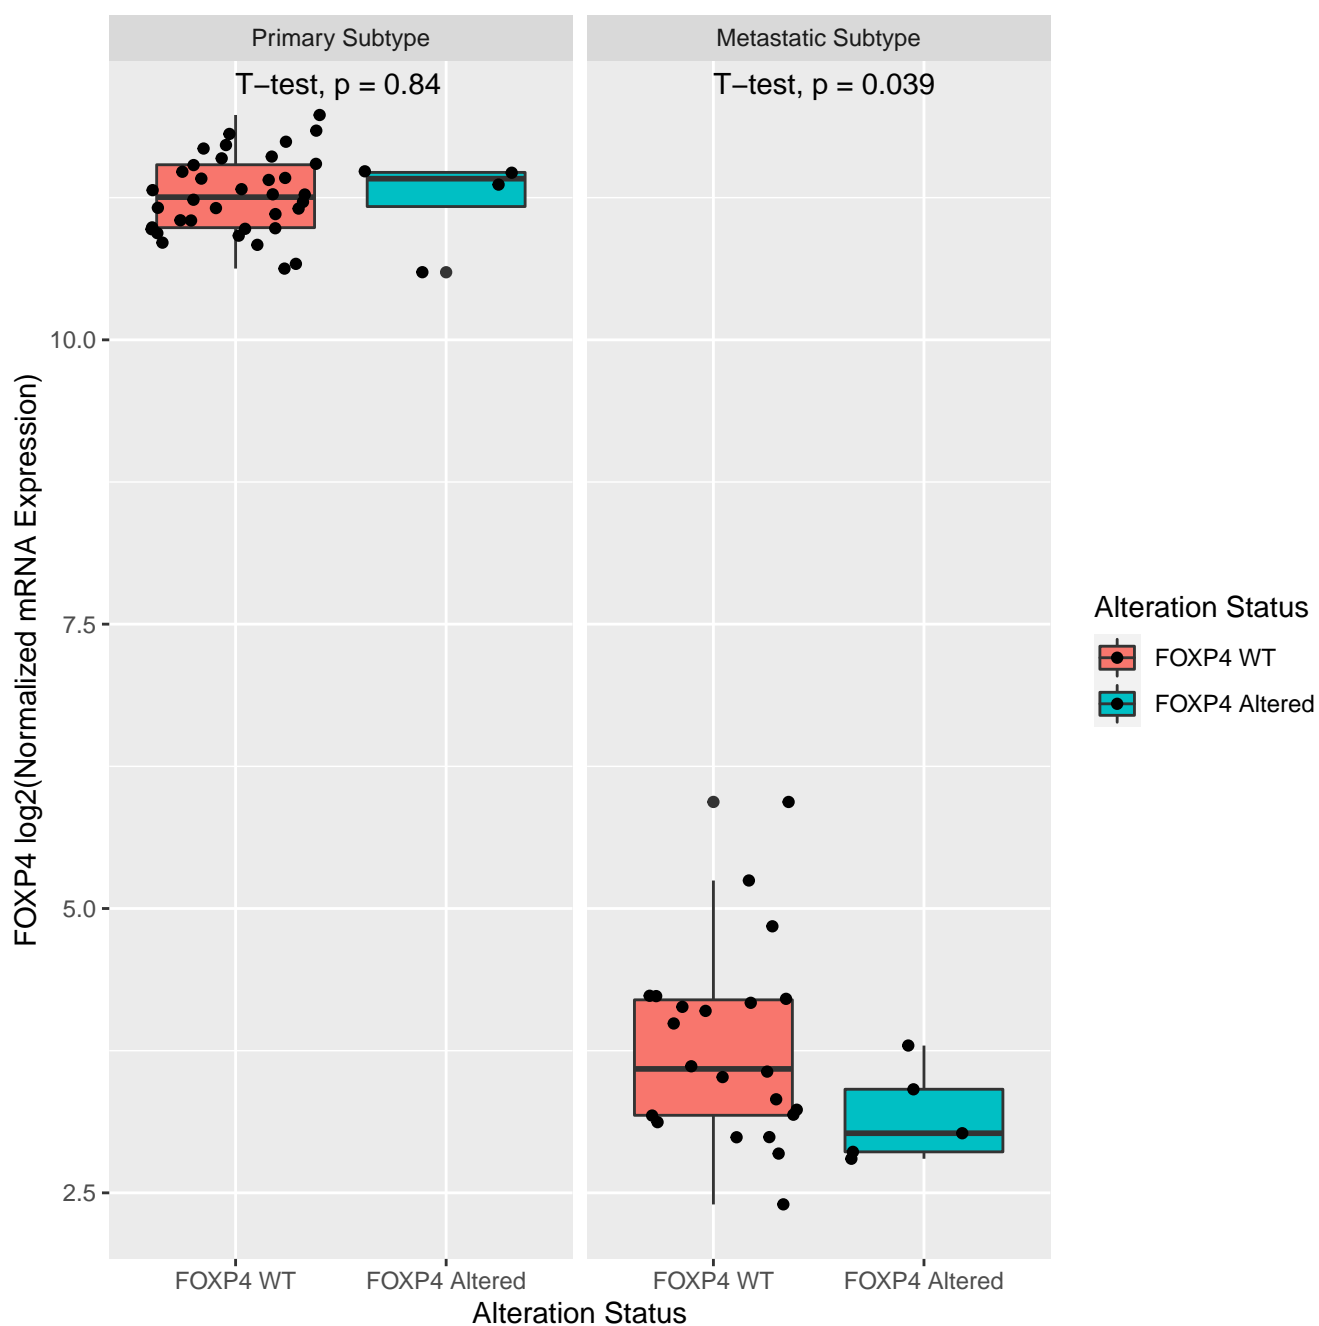 Primary Subtype
Metastatic Subtype
T−test, p = 0.84
T−test, p = 0.039
FOXP4 log2(Normalized mRNA Expression)
10.0
7.5
5.0
2.5
FOXP4 WT
FOXP4 Altered
FOXP4 WT
FOXP4 Altered
Alteration Status
Alteration Status
FOXP4 WT
FOXP4 Altered